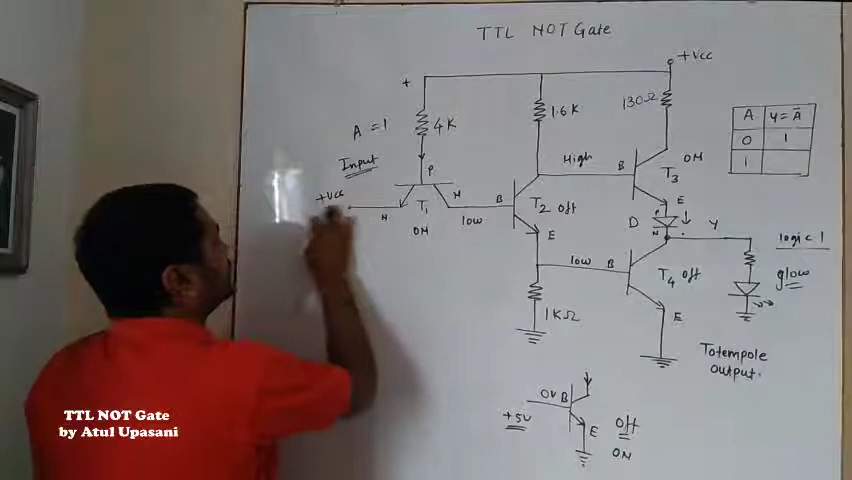 TTL NOT Gate
+Vcc
+
A = 1
4K
1.6K
130Ω
A y = A̅
0 1
1
Input
+Vcc
P
N
N
T1
ON
low
B
T2 Off
E
High
B
T3
ON
E
D
P
N
Y
logic 1
glow
low
B
T4 Off
E
1KΩ
Totempole
output.
0V B
+5V
E
Off
ON
TTL NOT Gate
by Atul Upasani